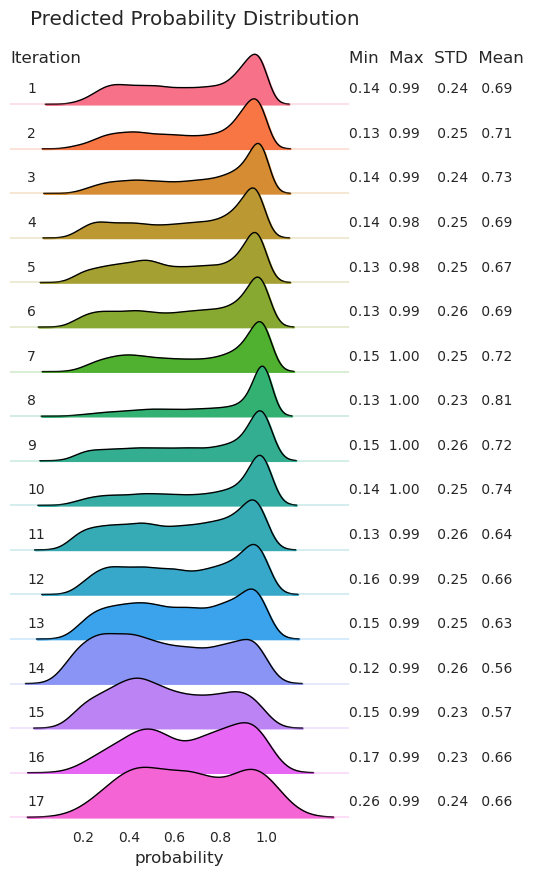 Predicted Probability Distribution
Iteration Min Max STD Mean
1 0.14 0.99 0.24 0.69
2 0.13 0.99 0.25 0.71
3 0.14 0.99 0.24 0.73
4 0.14 0.98 0.25 0.69
5 0.13 0.98 0.25 0.67
6 0.13 0.99 0.26 0.69
7 0.15 1.00 0.25 0.72
8 0.13 1.00 0.23 0.81
9 0.15 1.00 0.26 0.72
10 0.14 1.00 0.25 0.74
11 0.13 0.99 0.26 0.64
12 0.16 0.99 0.25 0.66
13 0.15 0.99 0.25 0.63
14 0.12 0.99 0.26 0.56
15 0.15 0.99 0.23 0.57
16 0.17 0.99 0.23 0.66
17 0.26 0.99 0.24 0.66
0.2 0.4 0.6 0.8 1.0
probability